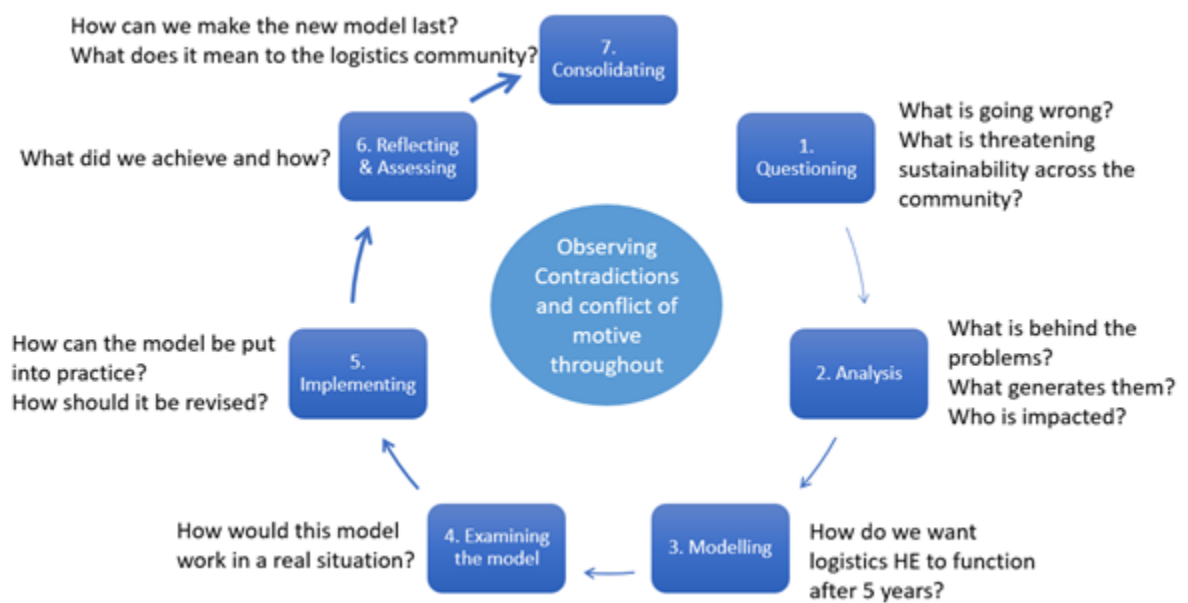 How can we make the new model last?
What does it mean to the logistics community?
7.
Consolidating
1.
Questioning
What is going wrong?
What is threatening
sustainability across the
community?
2. Analysis
What is behind the
problems?
What generates them?
Who is impacted?
3. Modelling
How do we want
logistics HE to function
after 5 years?
4. Examining
the model
How would this model
work in a real situation?
5.
Implementing
How can the model be put
into practice?
How should it be revised?
6. Reflecting
& Assessing
What did we achieve and how?
Observing
Contradictions
and conflict of
motive
throughout